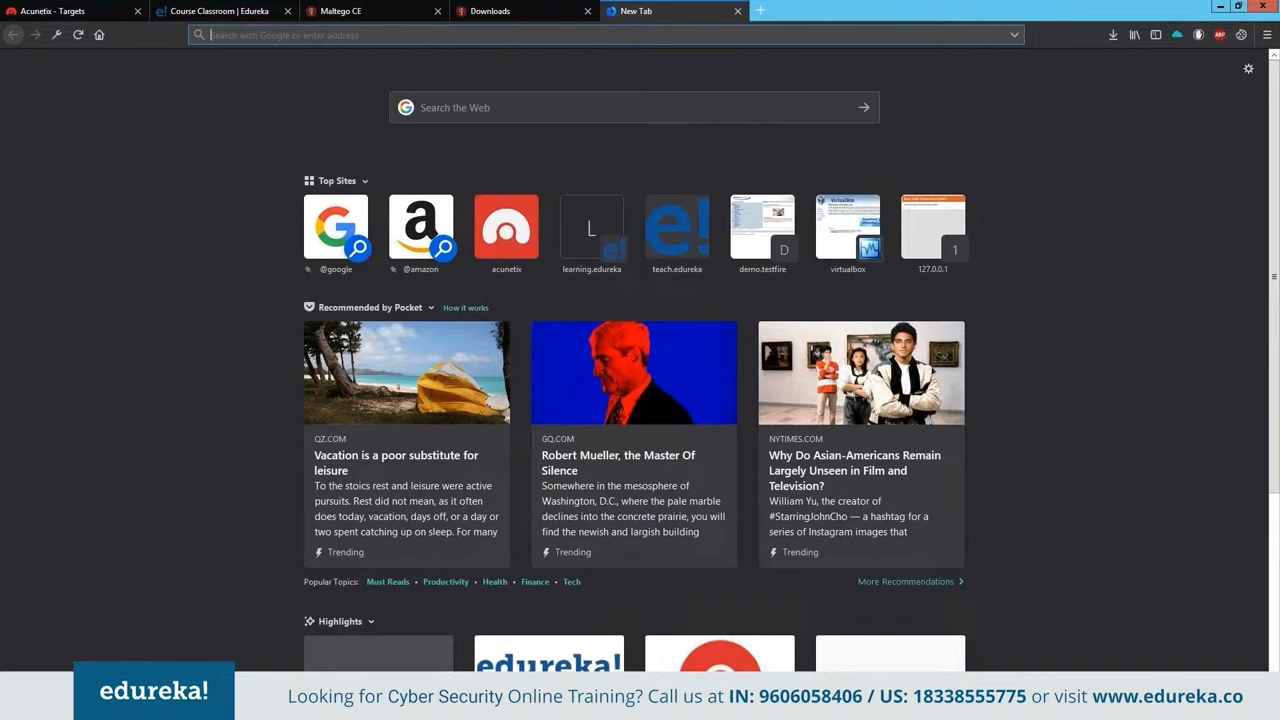 Acunetix - Targets
Course Classroom | Edureka
Maltego CE
Downloads
New Tab
Search with Google or enter address
ABP
Search the Web
Top Sites
L
e!
e!
D
VirtualBox
1
@google
@amazon
acunetix
learning.edureka
teach.edureka
demo.testfire
virtualbox
127.0.0.1
Recommended by Pocket
How it works
QZ.COM
Vacation is a poor substitute for
leisure
To the stoics rest and leisure were active
pursuits. Rest did not mean, as it often
does today, vacation, days off, or a day or
two spent catching up on sleep. For many
Trending
GQ.COM
Robert Mueller, the Master Of
Silence
Somewhere in the mesosphere of
Washington, D.C., where the pale marble
declines into the concrete prairie, you will
find the newish and largish building
Trending
NYTIMES.COM
Why Do Asian-Americans Remain
Largely Unseen in Film and
Television?
William Yu, the creator of
#StarringJohnCho — a hashtag for a
series of Instagram images that
Trending
Popular Topics: Must Reads • Productivity • Health • Finance • Tech
More Recommendations
Highlights
edureka!
edureka!
Looking for Cyber Security Online Training? Call us at IN: 9606058406 / US: 18338555775 or visit www.edureka.co